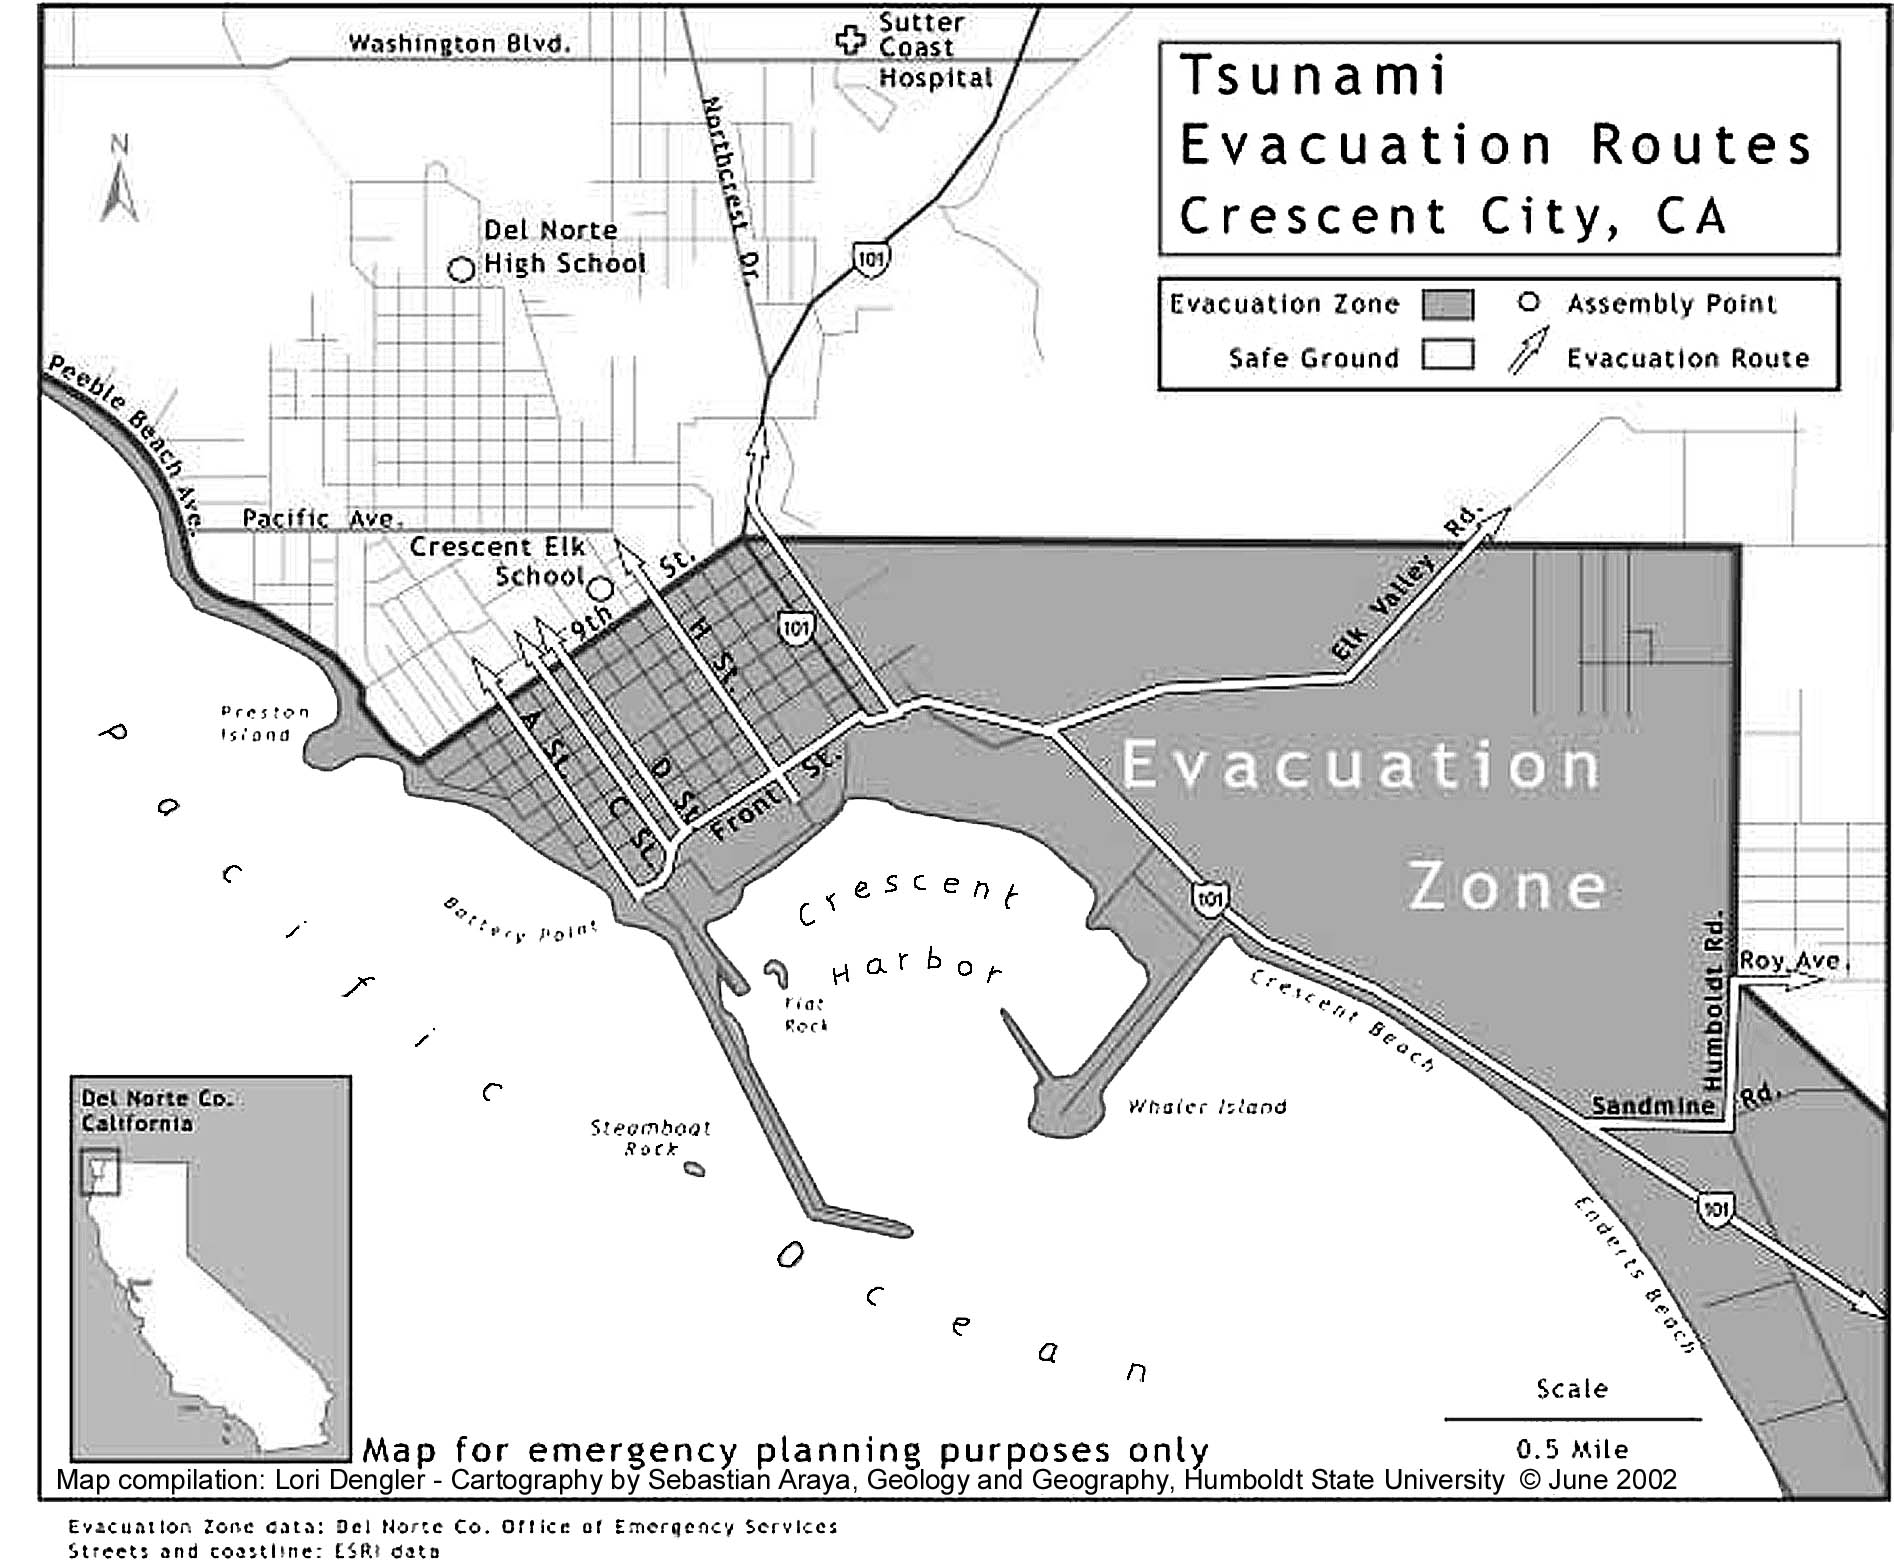 Washington Blvd.
Sutter
Coast
Hospital
Tsunami
Evacuation Routes
Crescent City, CA
N
Northcrest Dr.
Del Norte
High School
101
Evacuation Zone
Assembly Point
Safe Ground
Evacuation Route
Peeble Beach Ave.
Pacific Ave.
Crescent Elk
School
9th St.
H St.
101
Elk Valley Rd.
Preston
Island
A St.
C St.
D St.
Front St.
Evacuation
Zone
Battery Point
Crescent
Harbor
Flat
Rock
101
Crescent Beach
Humboldt Rd.
Roy Ave.
Sandmine Rd.
Whaler Island
Pacific
Ocean
Steamboat
Rock
101
Enderts Beach
Del Norte Co.
California
Scale
0.5 Mile
Map for emergency planning purposes only
Map compilation: Lori Dengler - Cartography by Sebastian Araya, Geology and Geography, Humboldt State University © June 2002
Evacuation Zone data: Del Norte Co. Office of Emergency Services
Streets and coastline: ESRI data